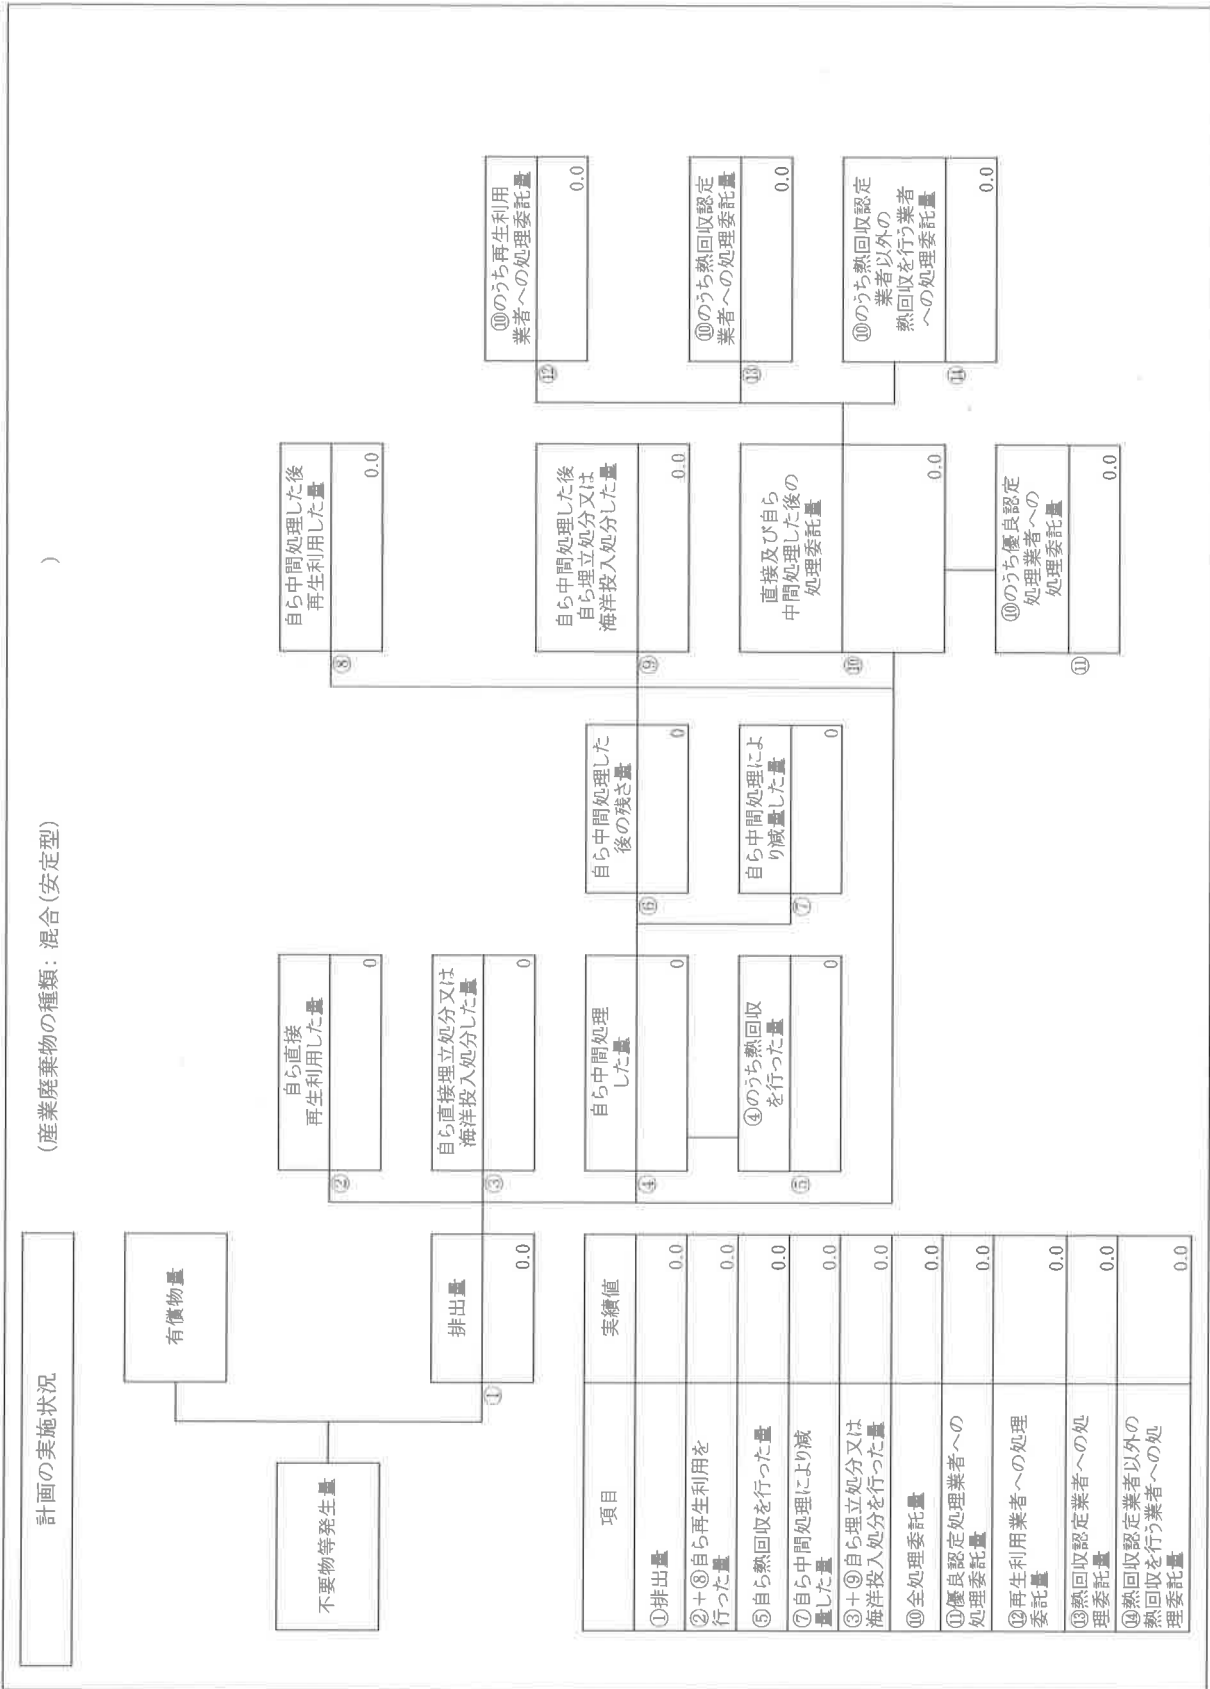 計画の実施状況
(産業廃棄物の種類：混合(安定型)
)
不要物等発生量
有償物量
排出量
①
0.0
自ら直接
再生利用した量
②
0
自ら直接埋立処分又は
海洋投入処分した量
③
0
自ら中間処理
した量
④
0
④のうち熱回収
を行った量
⑤
0
自ら中間処理した
後の残さ量
⑥
0
自ら中間処理によ
り減量した量
⑦
0
自ら中間処理した後
再生利用した量
⑧
0.0
自ら中間処理した後
自ら埋立処分又は
海洋投入処分した量
⑨
0.0
直接及び自ら
中間処理した後の
処理委託量
⑩
0.0
⑩のうち優良認定
処理業者への
処理委託量
⑪
0.0
⑩のうち再生利用
業者への処理委託量
⑫
0.0
⑩のうち熱回収認定
業者への処理委託量
⑬
0.0
⑩のうち熱回収認定
業者以外の
熱回収を行う業者
への処理委託量
⑭
0.0
項目
実績値
①排出量
0.0
②＋⑧自ら再生利用を
行った量
0.0
⑤自ら熱回収を行った量
0.0
⑦自ら中間処理により減
量した量
0.0
③＋⑨自ら埋立処分又は
海洋投入処分を行った量
0.0
⑩全処理委託量
0.0
⑪優良認定処理業者への
処理委託量
0.0
⑫再生利用業者への処理
委託量
0.0
⑬熱回収認定業者への処
理委託量
0.0
⑭熱回収認定業者以外の
熱回収を行う業者への処
理委託量
0.0